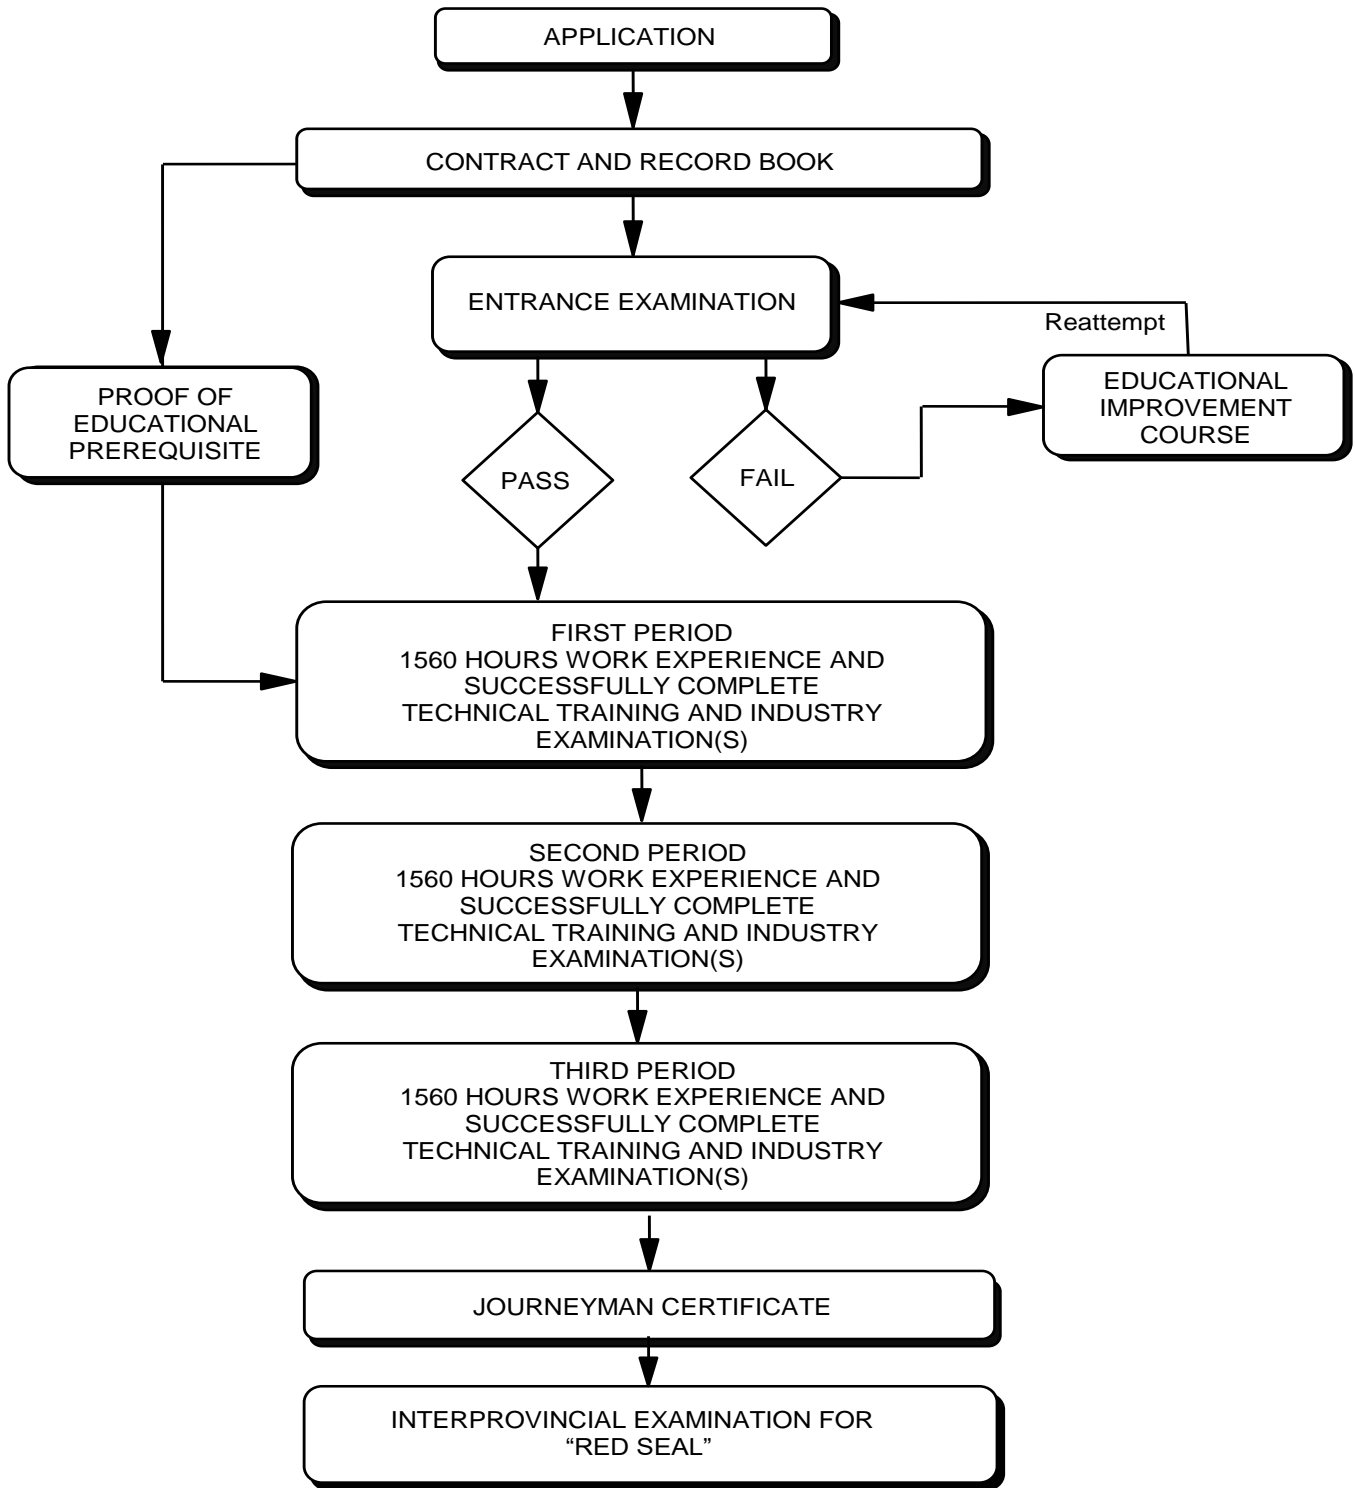 APPLICATION
CONTRACT AND RECORD BOOK
ENTRANCE EXAMINATION
Reattempt
PROOF OF
EDUCATIONAL
PREREQUISITE
EDUCATIONAL
IMPROVEMENT
COURSE
PASS
FAIL
FIRST PERIOD
1560 HOURS WORK EXPERIENCE AND
SUCCESSFULLY COMPLETE
TECHNICAL TRAINING AND INDUSTRY
EXAMINATION(S)
SECOND PERIOD
1560 HOURS WORK EXPERIENCE AND
SUCCESSFULLY COMPLETE
TECHNICAL TRAINING AND INDUSTRY
EXAMINATION(S)
THIRD PERIOD
1560 HOURS WORK EXPERIENCE AND
SUCCESSFULLY COMPLETE
TECHNICAL TRAINING AND INDUSTRY
EXAMINATION(S)
JOURNEYMAN CERTIFICATE
INTERPROVINCIAL EXAMINATION FOR
“RED SEAL”